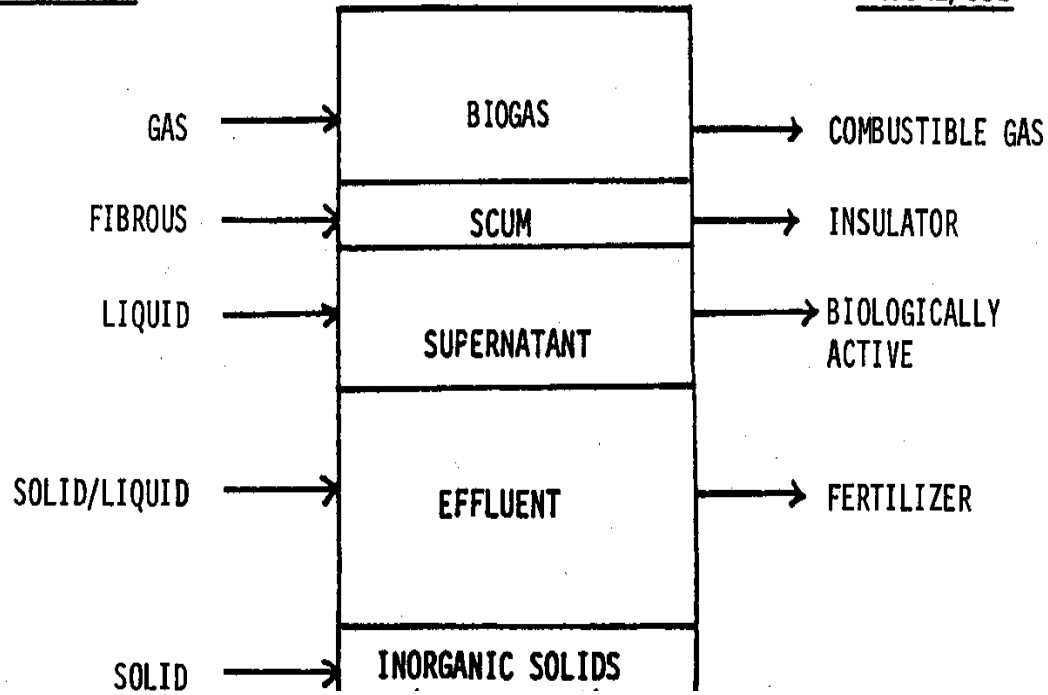 GAS
BIOGAS
COMBUSTIBLE GAS
FIBROUS
SCUM
INSULATOR
LIQUID
SUPERNATANT
BIOLOGICALLY
ACTIVE
SOLID/LIQUID
EFFLUENT
FERTILIZER
SOLID
INORGANIC SOLIDS